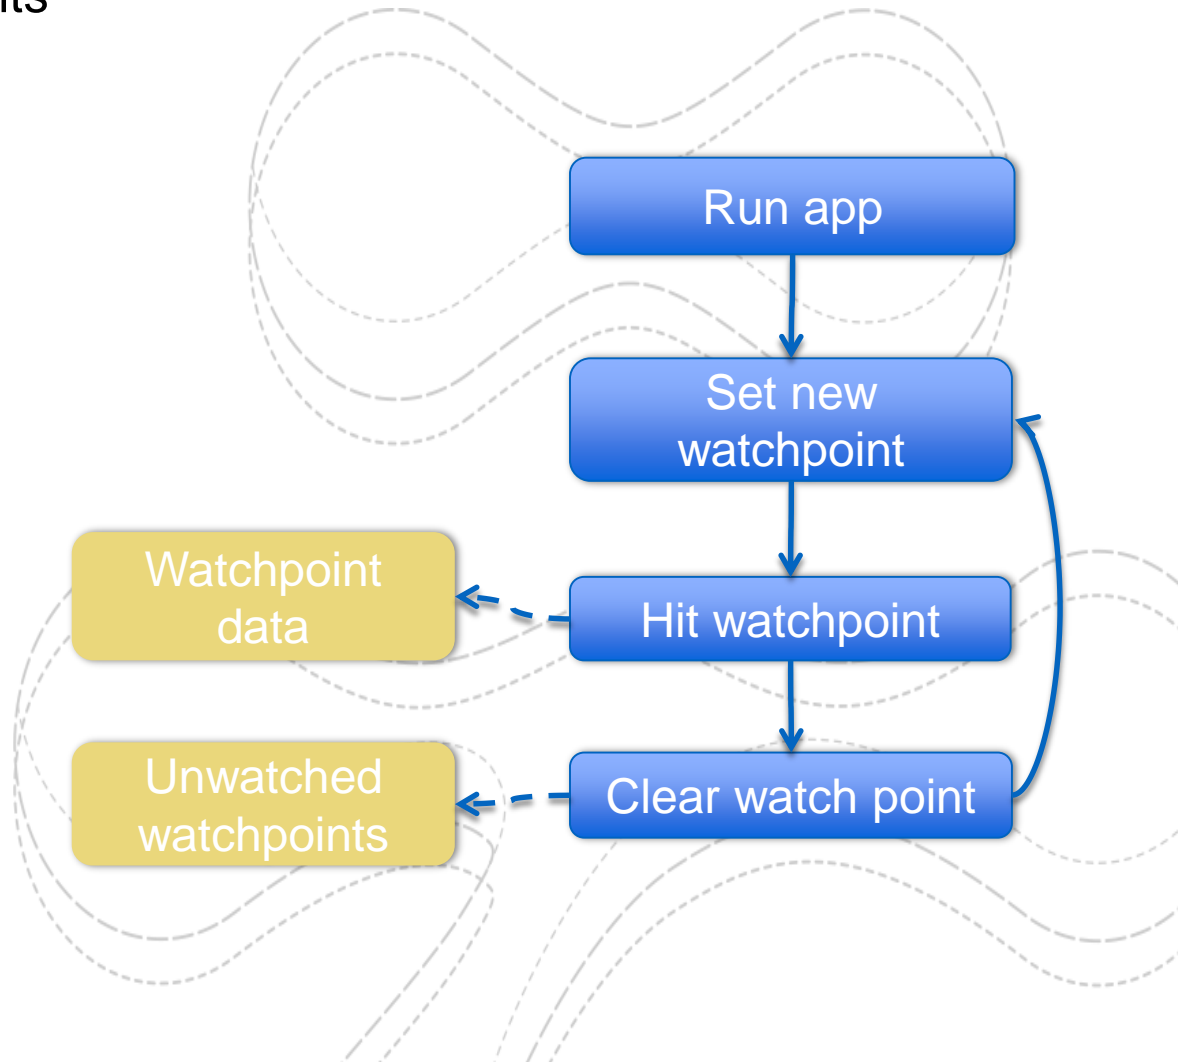 Run app
Set new
watchpoint
Watchpoint
data
Hit watchpoint
Unwatched
watchpoints
Clear watch point